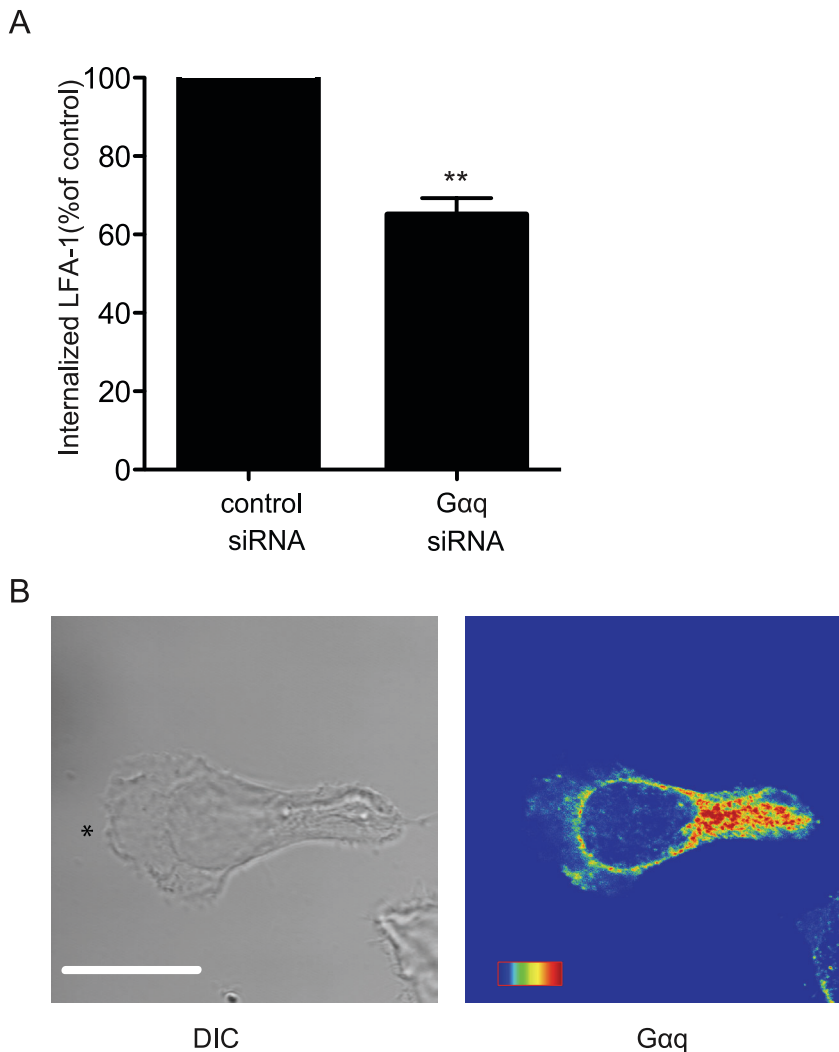 A
Internalized LFA-1(%of control)
100
80
60
40
20
0
**
control
siRNA
Gαq
siRNA
B
*
DIC
Gαq